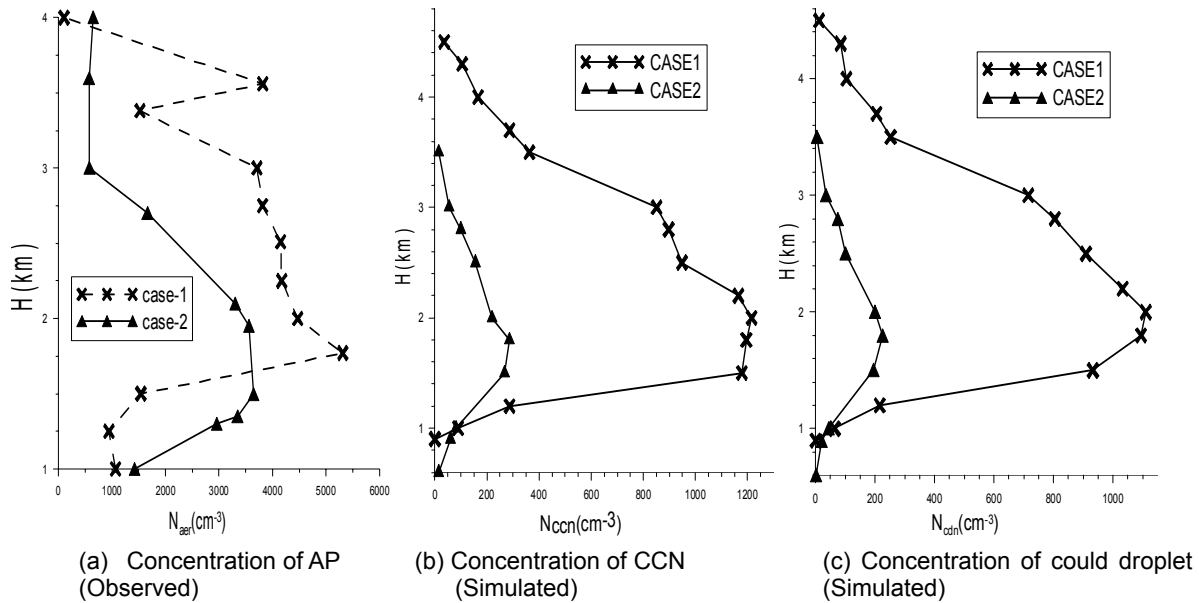 4
3
2
1
H ( km )
case-1
case-2
0 1000 2000 3000 4000 5000 6000
Naer(cm-3)
(a) Concentration of AP
(Observed)
4
3
2
1
H ( km )
CASE1
CASE2
0 200 400 600 800 1000 1200
Nccn(cm-3)
(b) Concentration of CCN
(Simulated)
4
3
2
1
H ( km )
CASE1
CASE2
0 200 400 600 800 1000
Ncdn(cm-3)
(c) Concentration of could droplet
(Simulated)